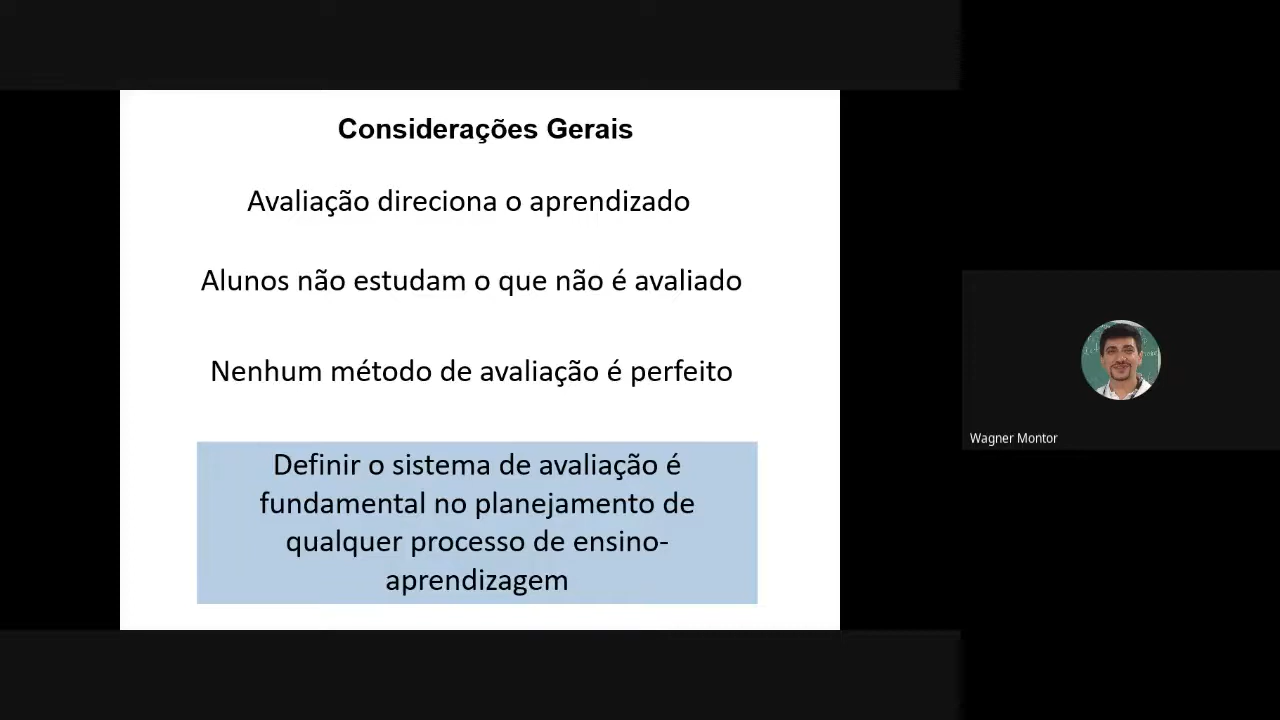 Considerações Gerais
Avaliação direciona o aprendizado
Alunos não estudam o que não é avaliado
Nenhum método de avaliação é perfeito
Definir o sistema de avaliação é
fundamental no planejamento de
qualquer processo de ensino-
aprendizagem
Wagner Montor